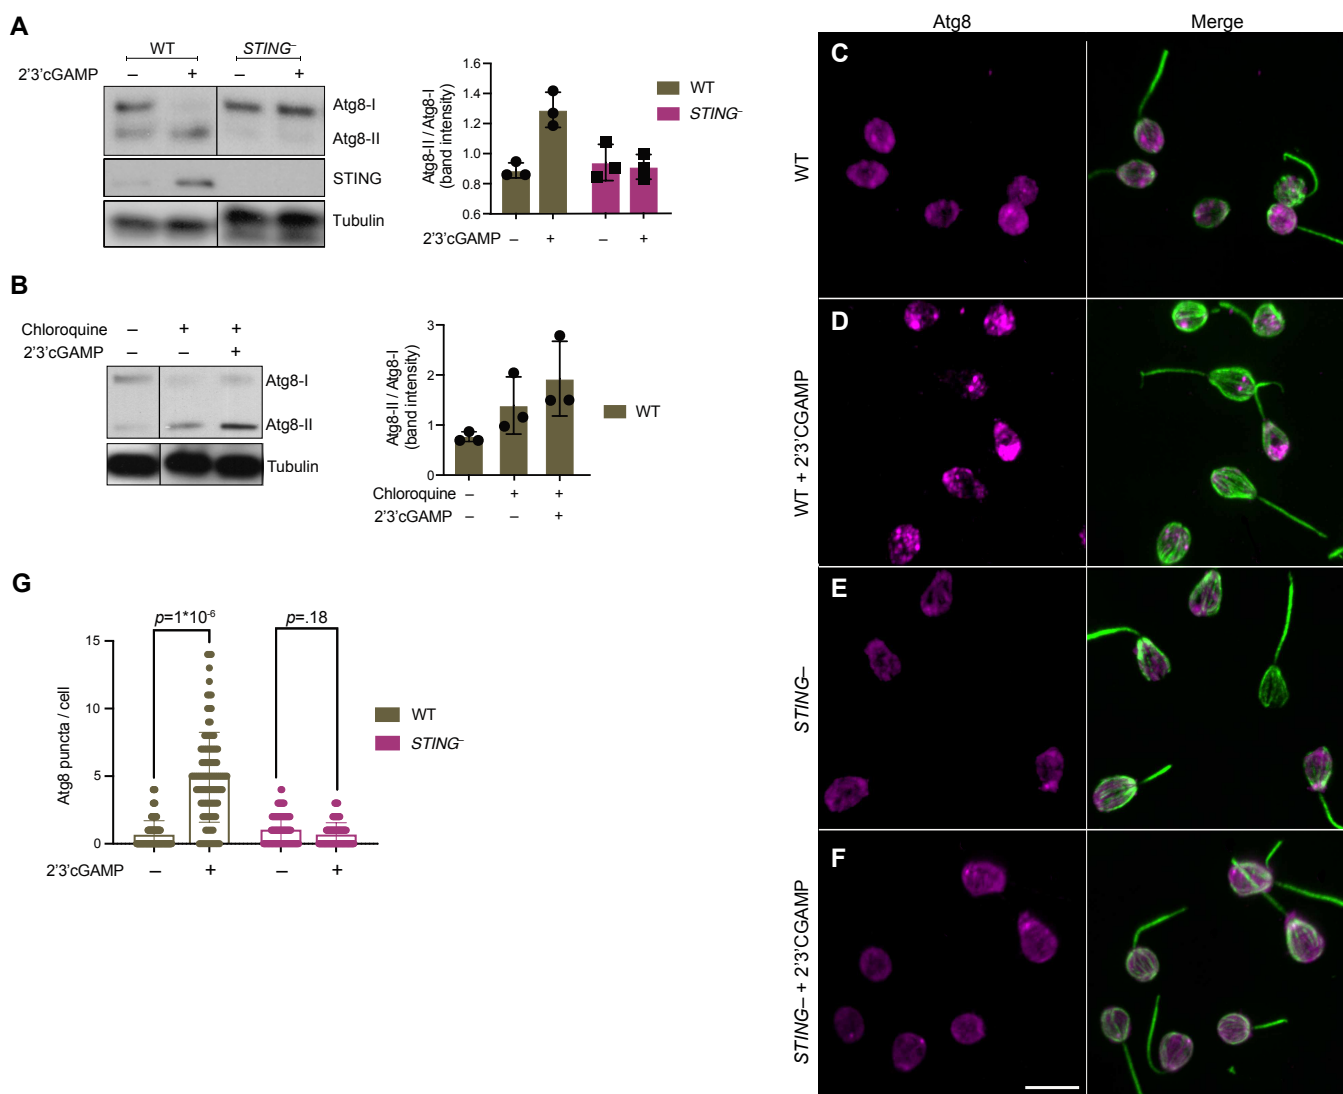 A
WT STING–
2'3'cGAMP – + – +
Atg8-I
Atg8-II
STING
Tubulin
Atg8-II / Atg8-I
(band intensity)
1.6
1.4
1.2
1.0
0.8
0.6
2'3'cGAMP – + – +
WT
STING–
B
Chloroquine – + +
2'3'cGAMP – – +
Atg8-I
Atg8-II
Tubulin
Atg8-II / Atg8-I
(band intensity)
3
2
1
0
Chloroquine – + +
2'3'cGAMP – – +
WT
G
p=1*10-6
p=.18
Atg8 puncta / cell
15
10
5
0
2'3'cGAMP – + – +
WT
STING–
Atg8 Merge
C
WT
D
WT + 2'3'CGAMP
E
STING–
F
STING– + 2'3'CGAMP